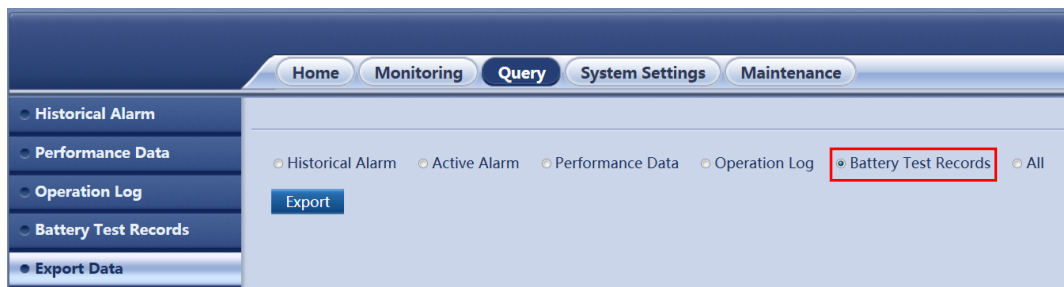 Home Monitoring Query System Settings Maintenance
Historical Alarm
Performance Data
Operation Log
Battery Test Records
Export Data
Historical Alarm Active Alarm Performance Data Operation Log Battery Test Records All
Export